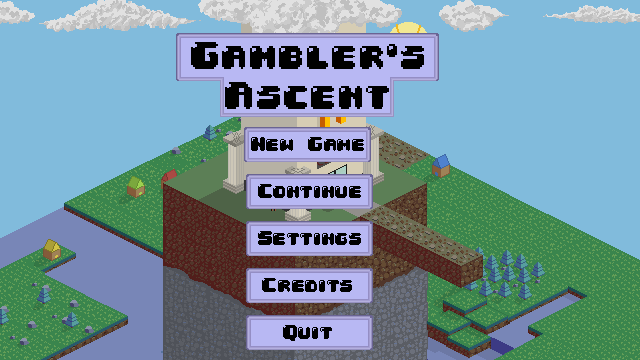 Gambler's
Ascent
New Game
Continue
Settings
Credits
Quit